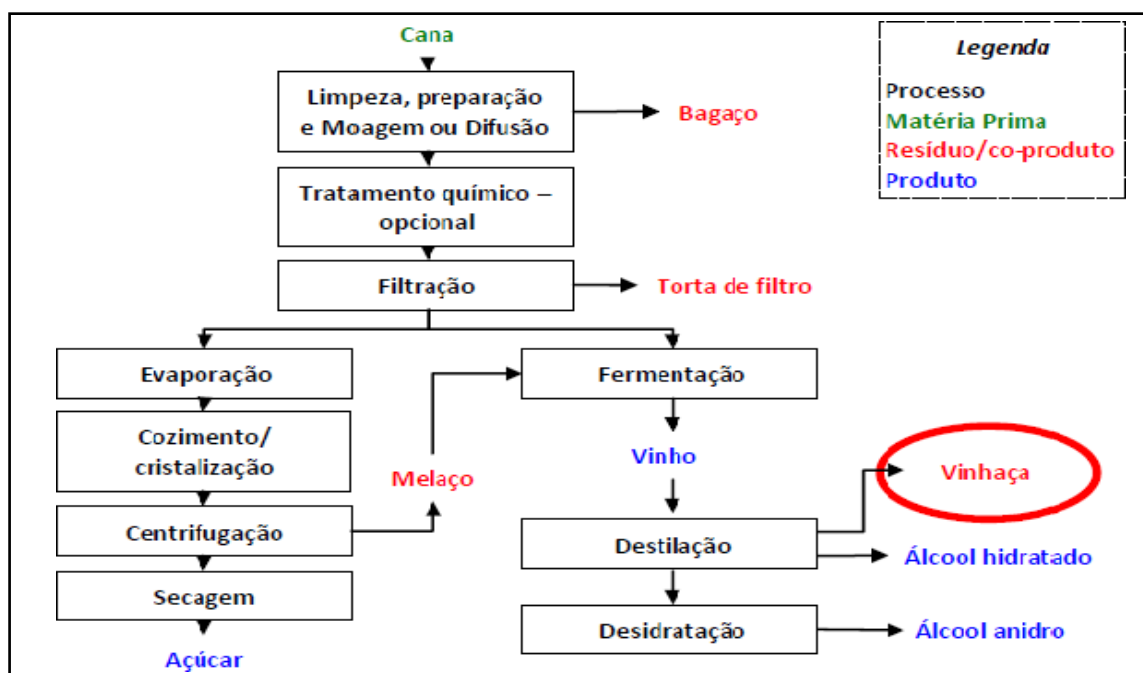 Cana
Legenda
Processo
Matéria Prima
Resíduo/co-produto
Produto
Limpeza, preparação
e Moagem ou Difusão
Bagaço
Tratamento químico –
opcional
Filtração
Torta de filtro
Evaporação
Fermentação
Cozimento/
cristalização
Melaço
Vinho
Vinhaça
Centrifugação
Destilação
Álcool hidratado
Secagem
Desidratação
Álcool anidro
Açúcar